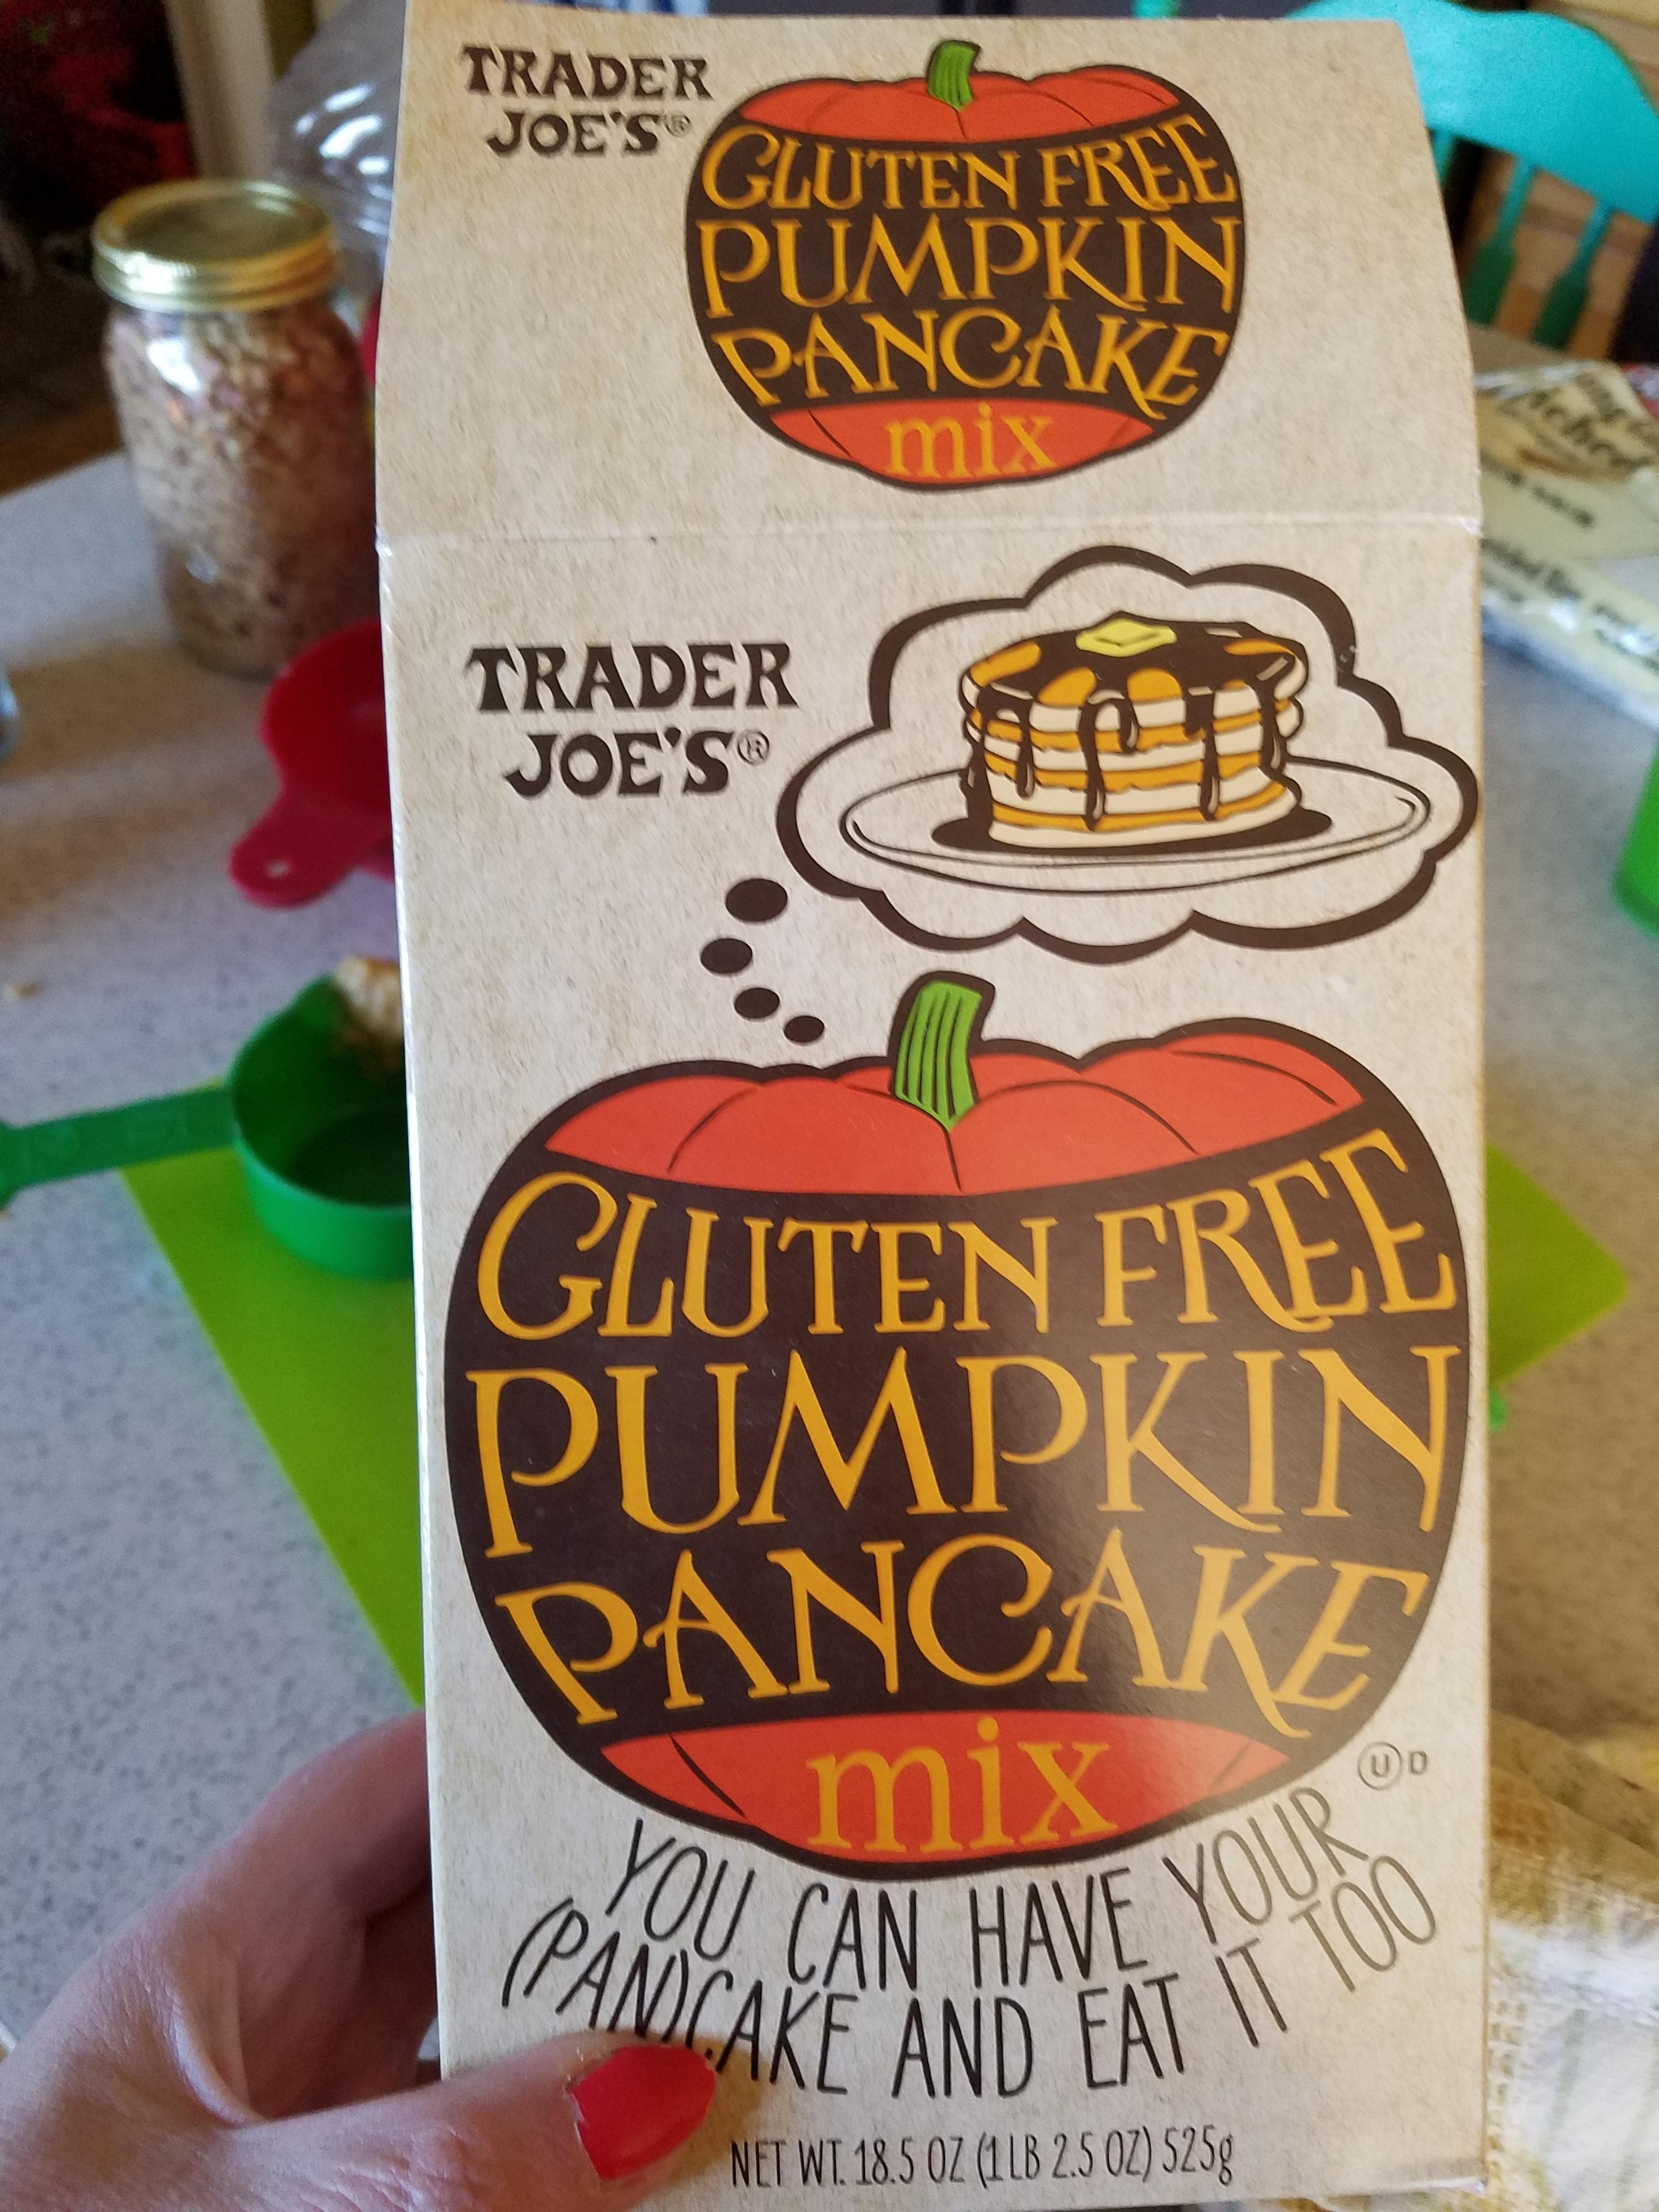 TRADER
JOE'S®
GLUTEN FREE
PUMPKIN
PANCAKE
mix
TRADER
JOE'S®
GLUTEN FREE
PUMPKIN
PANCAKE
mix
U D
YOU CAN HAVE YOUR
(PAN)CAKE AND EAT IT TOO
NET WT. 18.5 OZ (1 LB 2.5 OZ) 525g